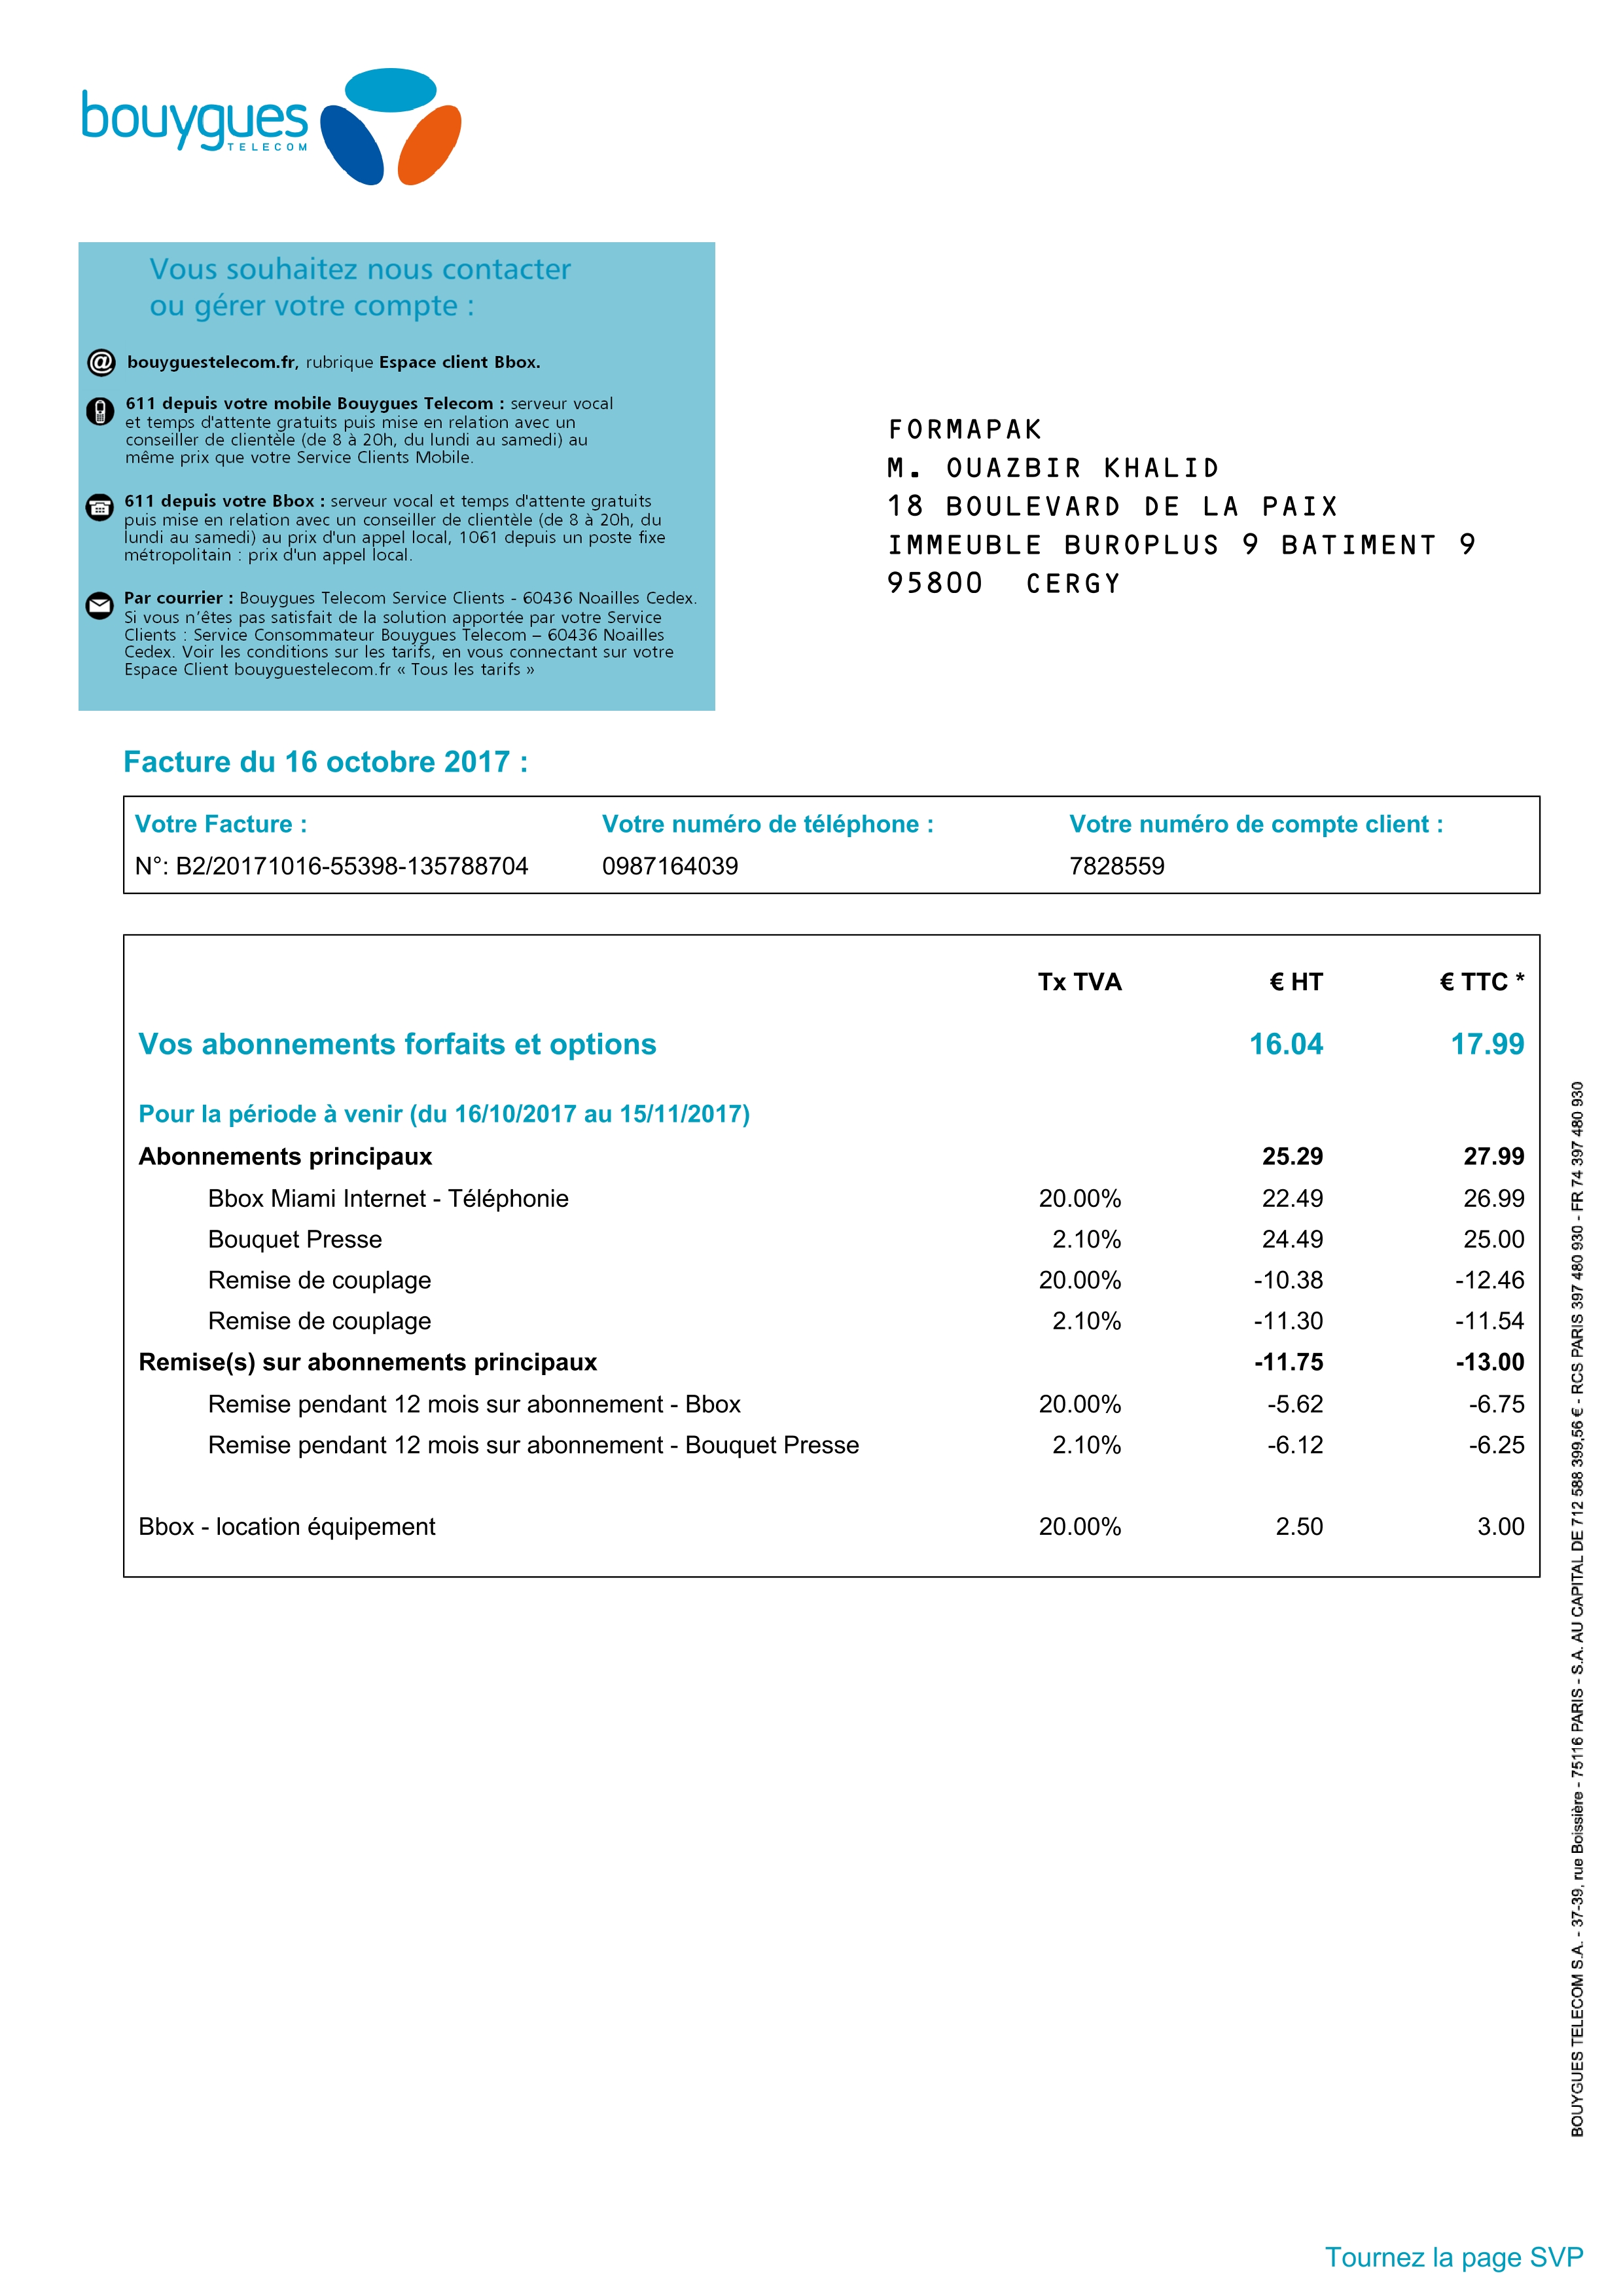 bouygues
TELECOM
Vous souhaitez nous contacter
ou gérer votre compte :
bouyguestelecom.fr, rubrique Espace client Bbox.
611 depuis votre mobile Bouygues Telecom : serveur vocal
et temps d'attente gratuits puis mise en relation avec un
conseiller de clientèle (de 8 à 20h, du lundi au samedi) au
même prix que votre Service Clients Mobile.
611 depuis votre Bbox : serveur vocal et temps d'attente gratuits
puis mise en relation avec un conseiller de clientèle (de 8 à 20h, du
lundi au samedi) au prix d'un appel local, 1061 depuis un poste fixe
métropolitain : prix d'un appel local.
Par courrier : Bouygues Telecom Service Clients - 60436 Noailles Cedex.
Si vous n’êtes pas satisfait de la solution apportée par votre Service
Clients : Service Consommateur Bouygues Telecom – 60436 Noailles
Cedex. Voir les conditions sur les tarifs, en vous connectant sur votre
Espace Client bouyguestelecom.fr « Tous les tarifs »
FORMAPAK
M. OUAZBIR KHALID
18 BOULEVARD DE LA PAIX
IMMEUBLE BUROPLUS 9 BATIMENT 9
95800 CERGY
Facture du 16 octobre 2017 :
Votre Facture : Votre numéro de téléphone : Votre numéro de compte client :
N°: B2/20171016-55398-135788704 0987164039 7828559
Tx TVA € HT € TTC *
Vos abonnements forfaits et options 16.04 17.99
Pour la période à venir (du 16/10/2017 au 15/11/2017)
Abonnements principaux 25.29 27.99
Bbox Miami Internet - Téléphonie 20.00% 22.49 26.99
Bouquet Presse 2.10% 24.49 25.00
Remise de couplage 20.00% -10.38 -12.46
Remise de couplage 2.10% -11.30 -11.54
Remise(s) sur abonnements principaux -11.75 -13.00
Remise pendant 12 mois sur abonnement - Bbox 20.00% -5.62 -6.75
Remise pendant 12 mois sur abonnement - Bouquet Presse 2.10% -6.12 -6.25
Bbox - location équipement 20.00% 2.50 3.00
BOUYGUES TELECOM S.A. - 37-39, rue Boissière - 75116 PARIS - S.A. AU CAPITAL DE 712 588 399,56 € - RCS PARIS 397 480 930 - FR 74 397 480 930
Tournez la page SVP